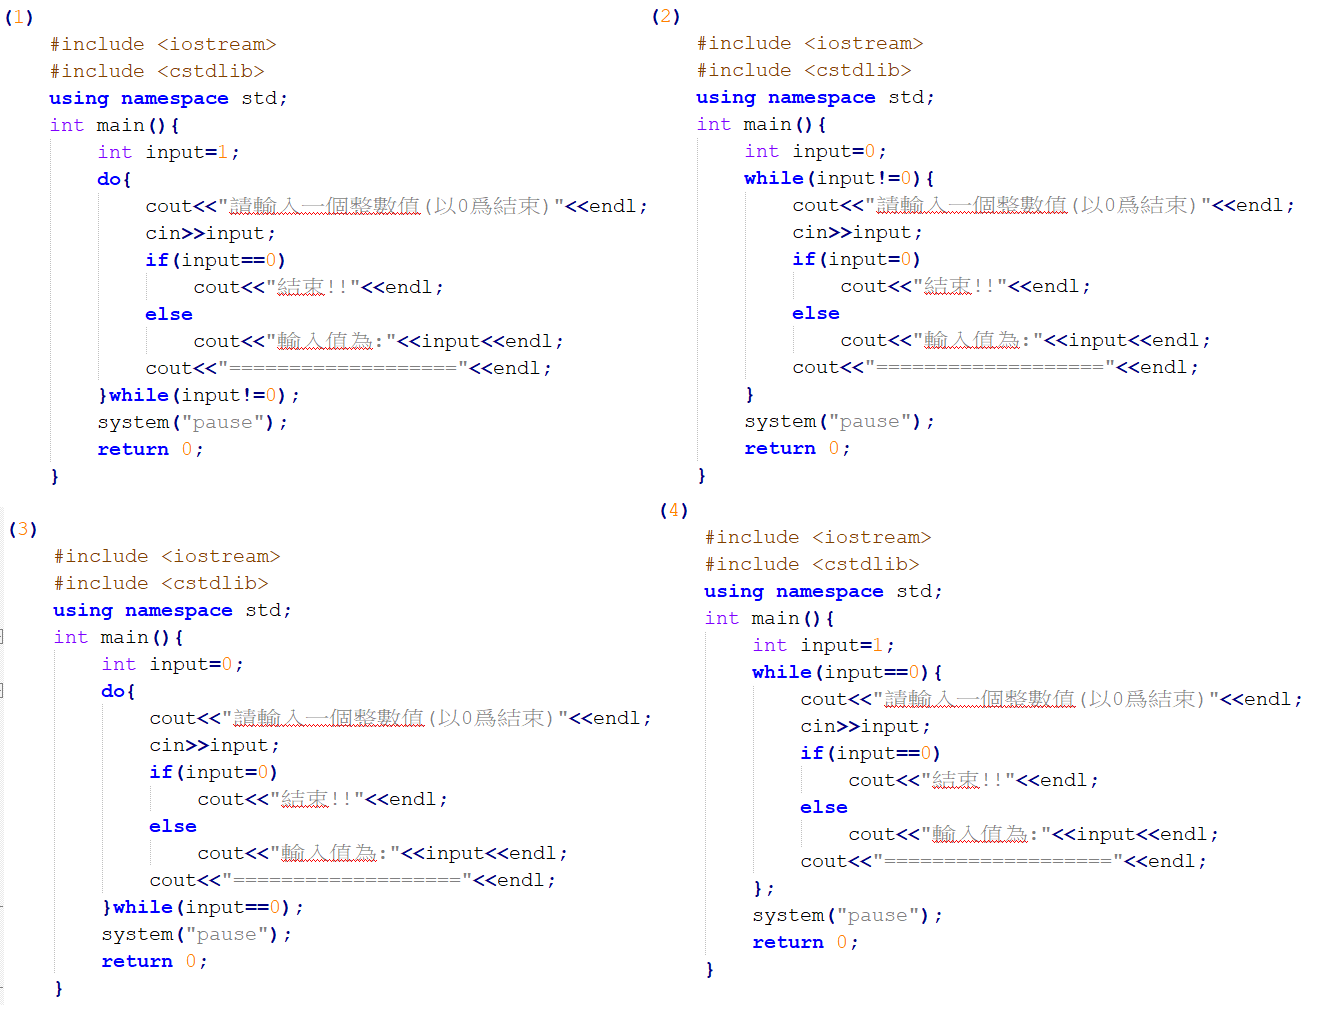 (1)
#include <iostream>
#include <cstdlib>
using namespace std;
int main(){
int input=1;
do{
cout<<"請輸入一個整數值(以0爲結束)"<<endl;
cin>>input;
if(input==0)
cout<<"結束!!"<<endl;
else
cout<<"輸入值為:"<<input<<endl;
cout<<"==================="<<endl;
}while(input!=0);
system("pause");
return 0;
}
(2)
#include <iostream>
#include <cstdlib>
using namespace std;
int main(){
int input=0;
while(input!=0){
cout<<"請輸入一個整數值(以0爲結束)"<<endl;
cin>>input;
if(input=0)
cout<<"結束!!"<<endl;
else
cout<<"輸入值為:"<<input<<endl;
cout<<"==================="<<endl;
}
system("pause");
return 0;
}
(3)
#include <iostream>
#include <cstdlib>
using namespace std;
int main(){
int input=0;
do{
cout<<"請輸入一個整數值(以0爲結束)"<<endl;
cin>>input;
if(input=0)
cout<<"結束!!"<<endl;
else
cout<<"輸入值為:"<<input<<endl;
cout<<"==================="<<endl;
}while(input==0);
system("pause");
return 0;
}
(4)
#include <iostream>
#include <cstdlib>
using namespace std;
int main(){
int input=1;
while(input==0){
cout<<"請輸入一個整數值(以0爲結束)"<<endl;
cin>>input;
if(input==0)
cout<<"結束!!"<<endl;
else
cout<<"輸入值為:"<<input<<endl;
cout<<"==================="<<endl;
};
system("pause");
return 0;
}